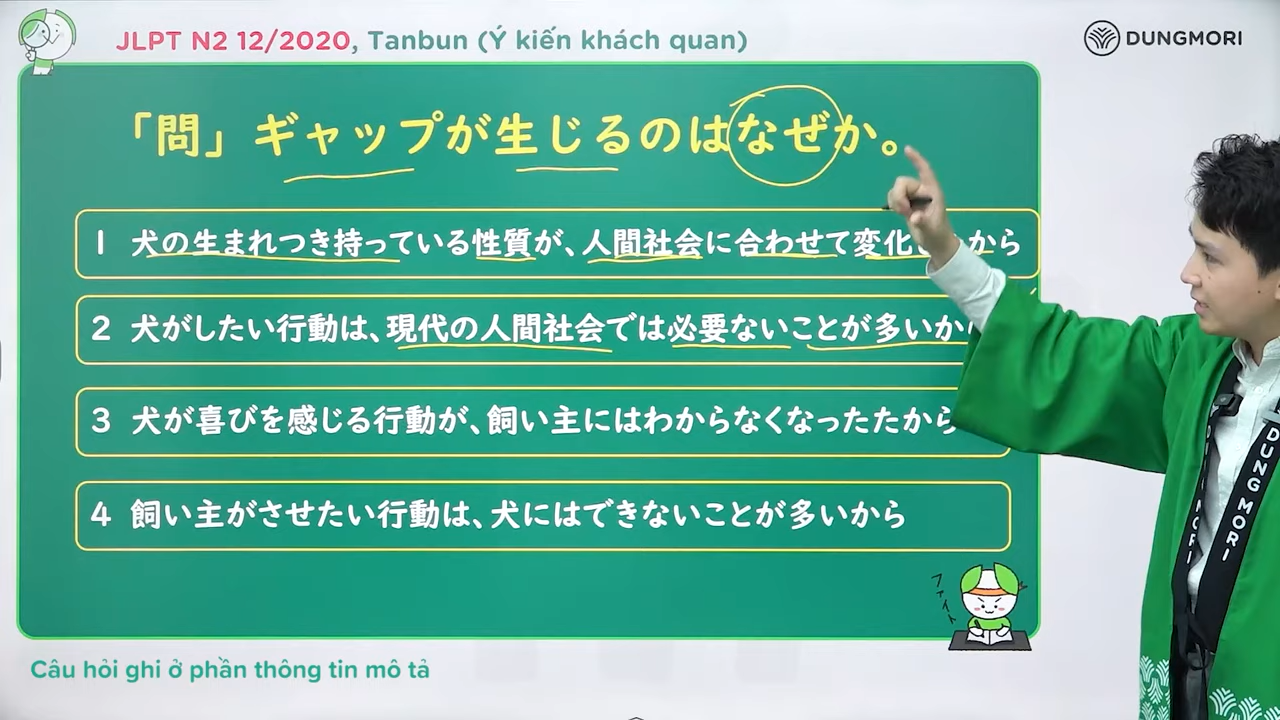 JLPT N2 12/2020, Tanbun (Ý kiến khách quan)
DUNGMORI
「問」ギャップが生じるのはなぜか。
1 犬の生まれつき持っている性質が、人間社会に合わせて変化 から
2 犬がしたい行動は、現代の人間社会では必要ないことが多いか
3 犬が喜びを感じる行動が、飼い主にはわからなくなったたから
4 飼い主がさせたい行動は、犬にはできないことが多いから
ファイト
Câu hỏi ghi ở phần thông tin mô tả
DUNG MORI